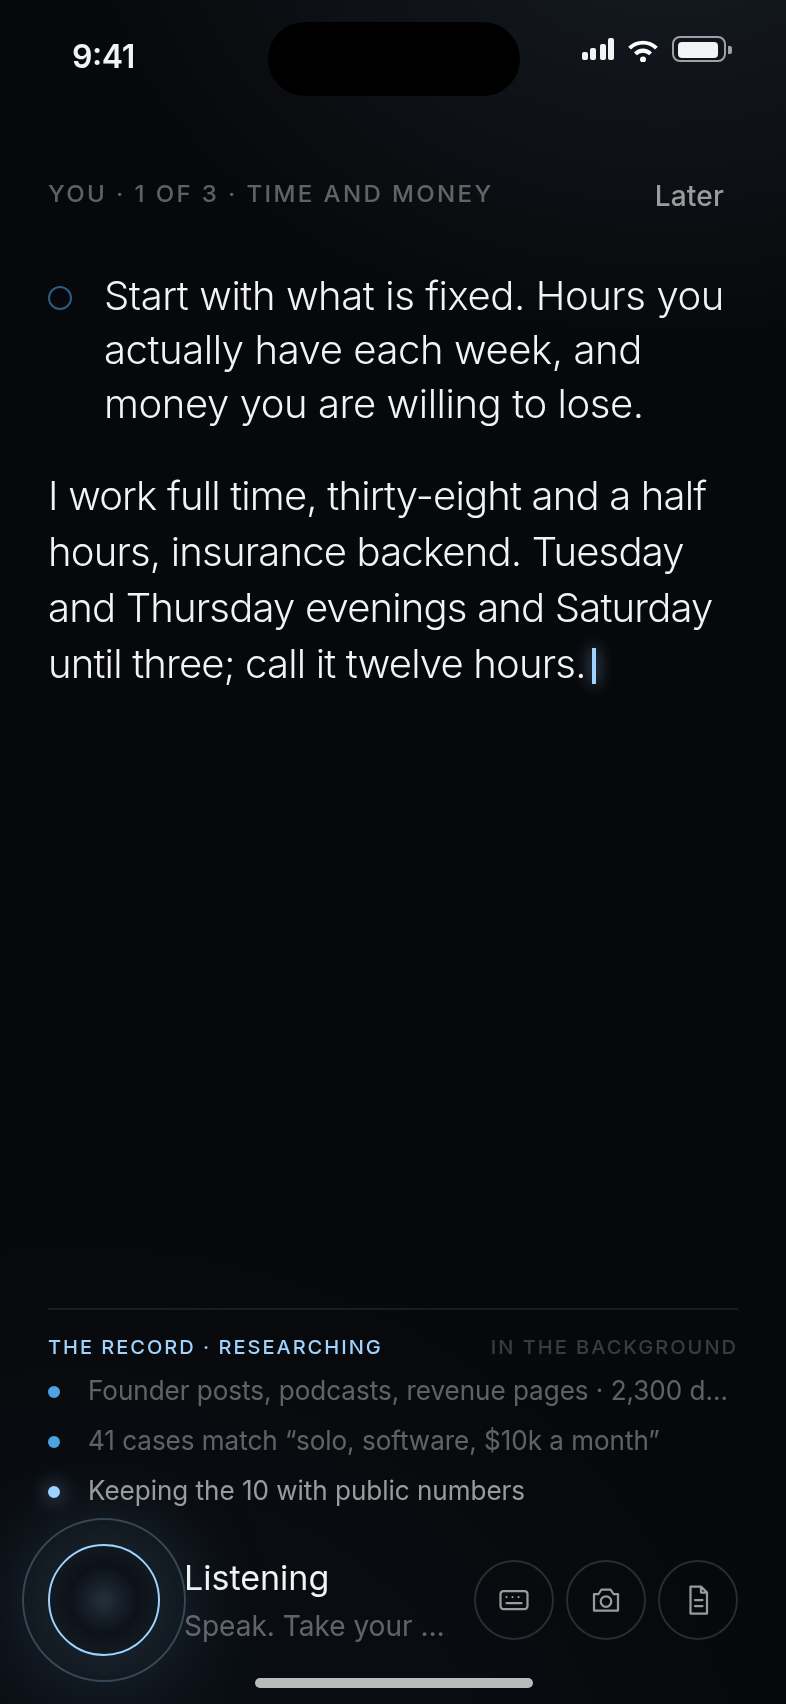 9:41
YOU · 1 OF 3 · TIME AND MONEY
Later
Start with what is fixed. Hours you
actually have each week, and
money you are willing to lose.
I work full time, thirty-eight and a half
hours, insurance backend. Tuesday
and Thursday evenings and Saturday
until three; call it twelve hours.
THE RECORD · RESEARCHING
IN THE BACKGROUND
Founder posts, podcasts, revenue pages · 2,300 d…
41 cases match “solo, software, $10k a month”
Keeping the 10 with public numbers
Listening
Speak. Take your …